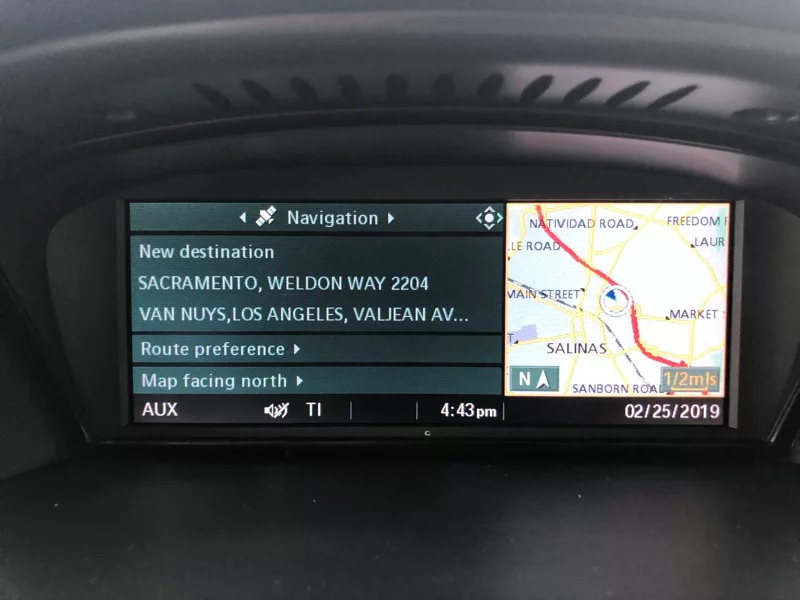 Navigation
New destination
SACRAMENTO, WELDON WAY 2204
VAN NUYS,LOS ANGELES, VALJEAN AV...
Route preference
Map facing north
AUX TI 4:43pm 02/25/2019
NATIVIDAD ROAD
FREEDOM
LE ROAD
LAUR
MAIN STREET
MARKET
SALINAS
N
1/2mls
SANBORN ROAD